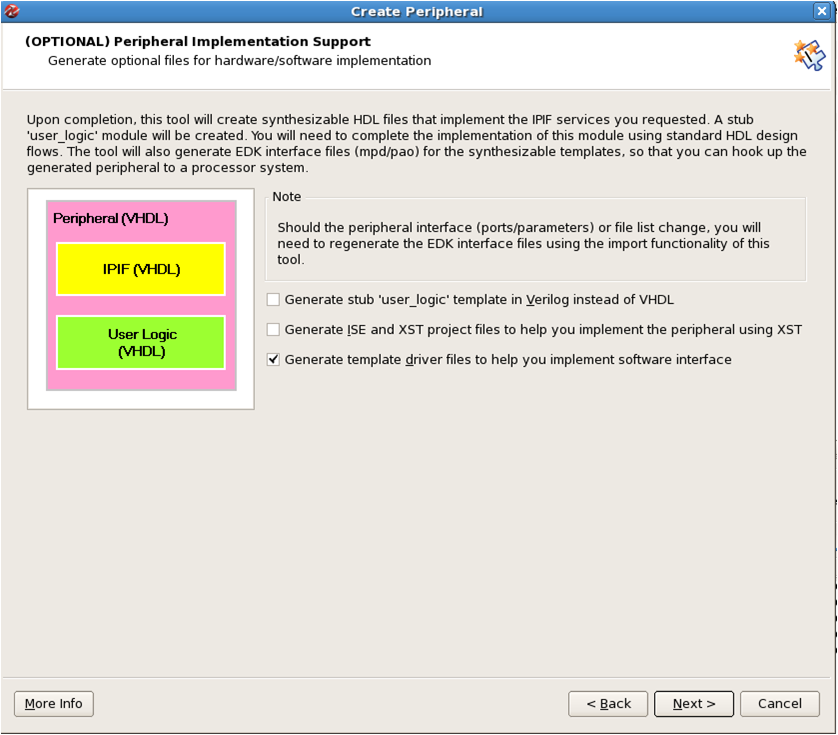 Create Peripheral
(OPTIONAL) Peripheral Implementation Support
Generate optional files for hardware/software implementation
Upon completion, this tool will create synthesizable HDL files that implement the IPIF services you requested. A stub
'user_logic' module will be created. You will need to complete the implementation of this module using standard HDL design
flows. The tool will also generate EDK interface files (mpd/pao) for the synthesizable templates, so that you can hook up the
generated peripheral to a processor system.
Peripheral (VHDL)
IPIF (VHDL)
User Logic
(VHDL)
Note
Should the peripheral interface (ports/parameters) or file list change, you will
need to regenerate the EDK interface files using the import functionality of this
tool.
Generate stub 'user_logic' template in Verilog instead of VHDL
Generate ISE and XST project files to help you implement the peripheral using XST
Generate template driver files to help you implement software interface
More Info
< Back
Next >
Cancel